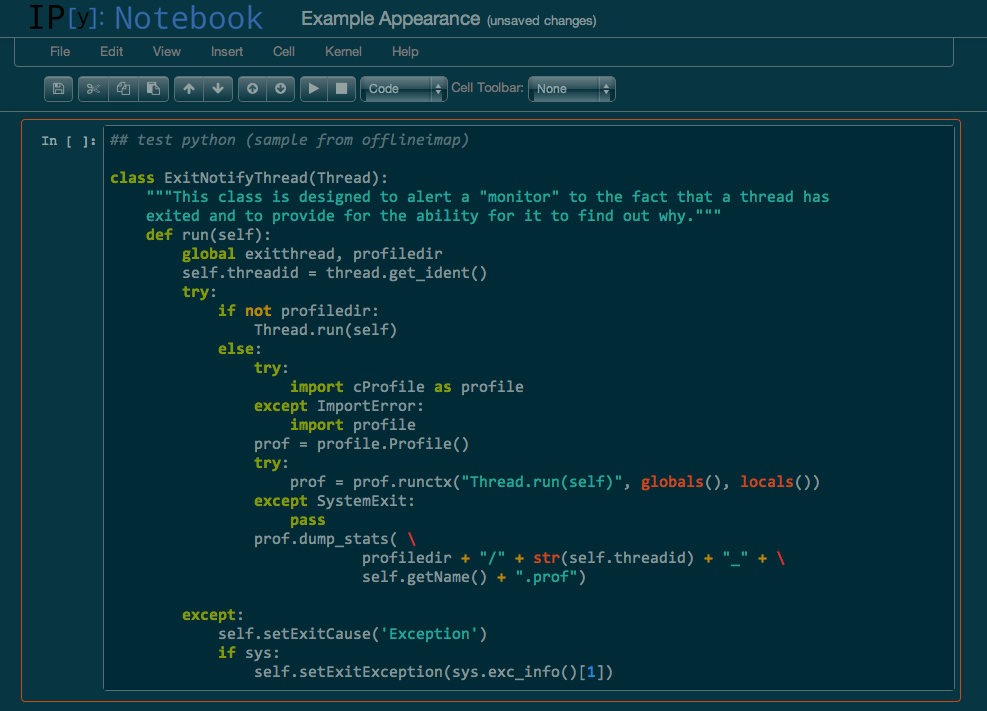 IP[y]: Notebook Example Appearance (unsaved changes)
File Edit View Insert Cell Kernel Help
Code Cell Toolbar: None
In [ ]: ## test python (sample from offlineimap)
class ExitNotifyThread(Thread):
    """This class is designed to alert a "monitor" to the fact that a thread has
    exited and to provide for the ability for it to find out why."""
    def run(self):
        global exitthread, profiledir
        self.threadid = thread.get_ident()
        try:
            if not profiledir:
                Thread.run(self)
            else:
                try:
                    import cProfile as profile
                except ImportError:
                    import profile
                prof = profile.Profile()
                try:
                    prof = prof.runctx("Thread.run(self)", globals(), locals())
                except SystemExit:
                    pass
                prof.dump_stats( \
                            profiledir + "/" + str(self.threadid) + "_" + \
                            self.getName() + ".prof")
        except:
            self.setExitCause('Exception')
            if sys:
                self.setExitException(sys.exc_info()[1])